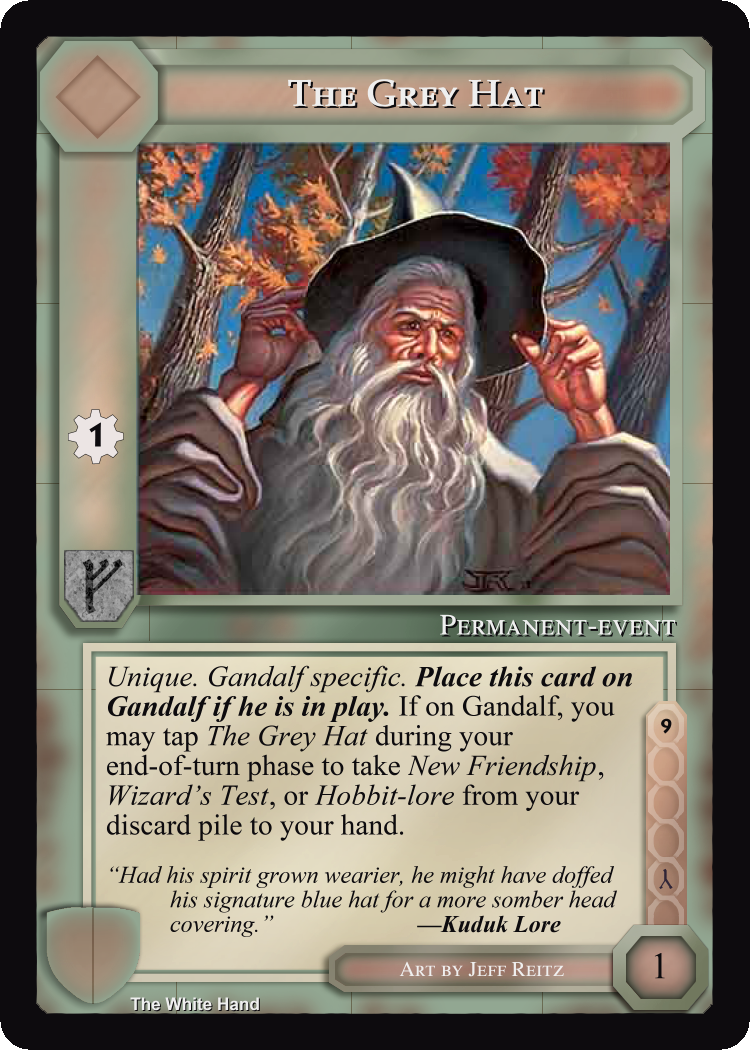 The Grey Hat
1
Permanent-event
Unique. Gandalf specific. Place this card on
Gandalf if he is in play. If on Gandalf, you
may tap The Grey Hat during your
end-of-turn phase to take New Friendship,
Wizard's Test, or Hobbit-lore from your
discard pile to your hand.
9
"Had his spirit grown wearier, he might have doffed
his signature blue hat for a more somber head
covering." —Kuduk Lore
Art by Jeff Reitz
1
The White Hand